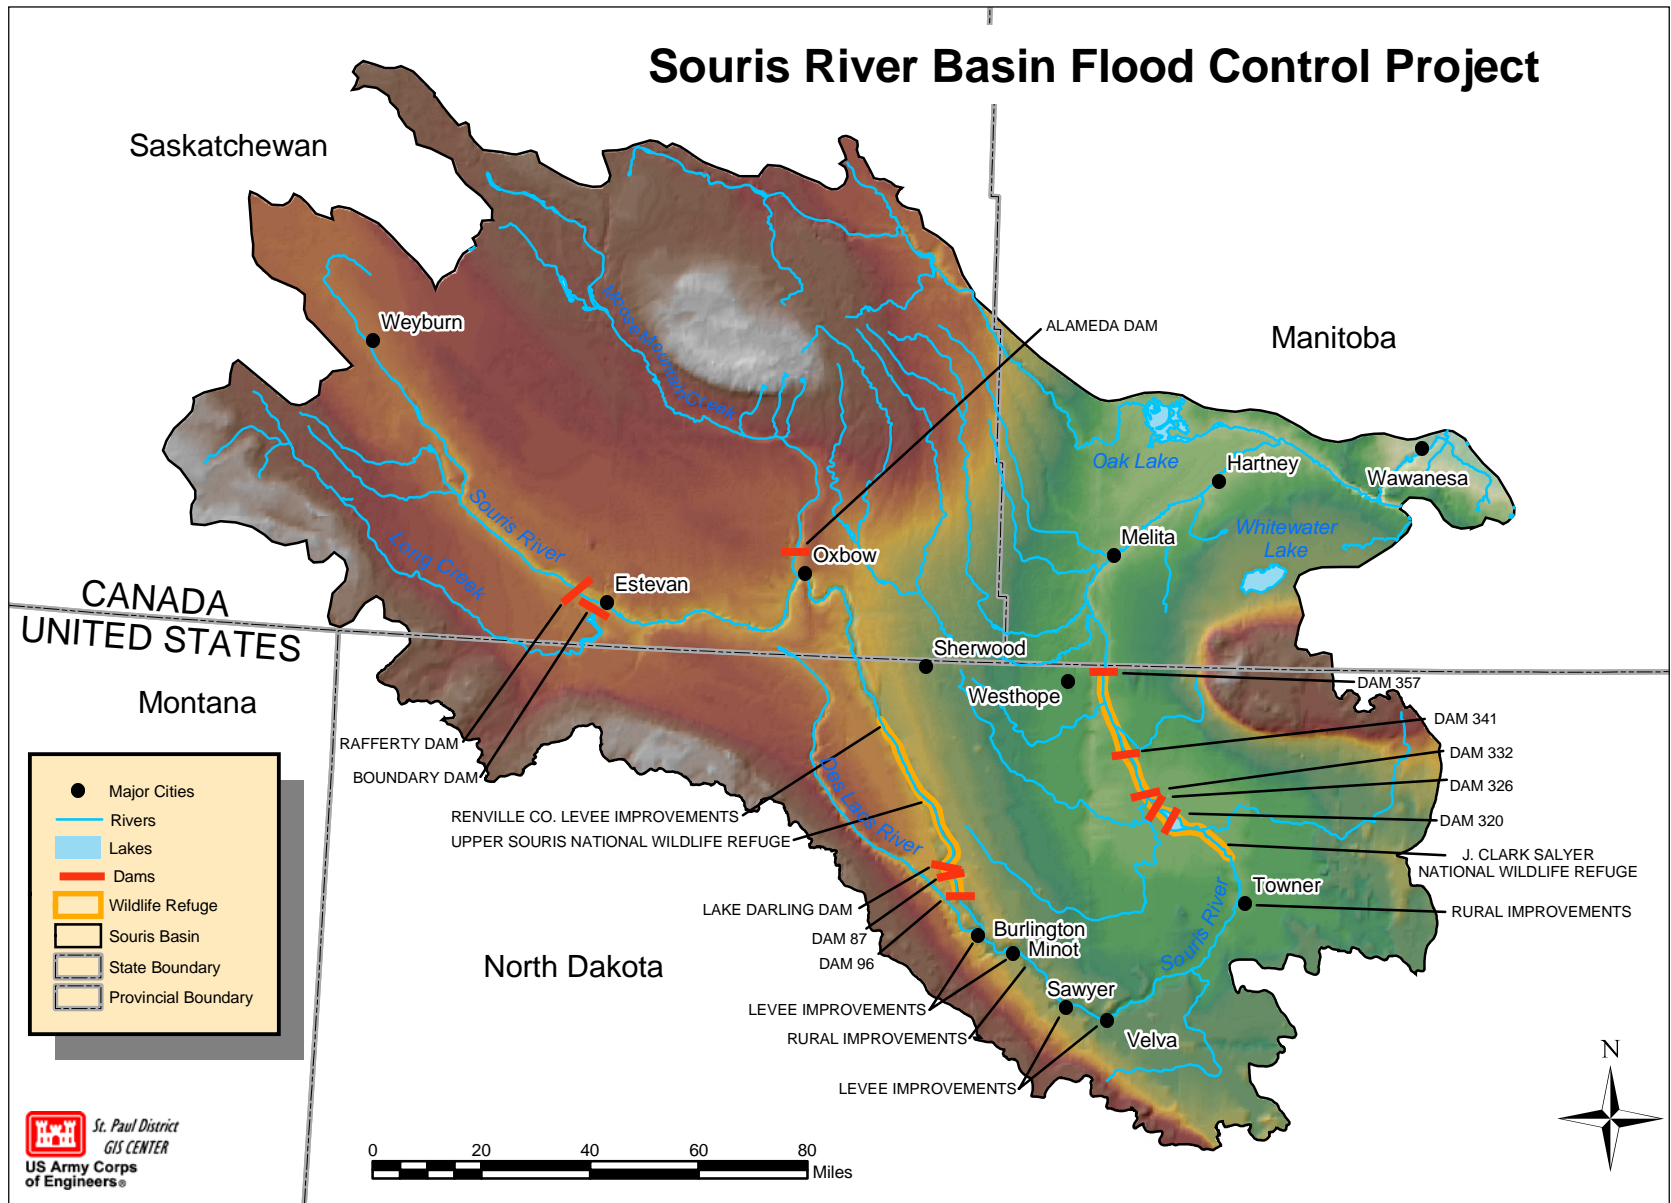 Souris River Basin Flood Control Project
Saskatchewan
Manitoba
ALAMEDA DAM
Weyburn
Moose Mountain Creek
Oak Lake
Hartney
Wawanesa
Whitewater
Lake
Melita
Souris River
Long Creek
Oxbow
Estevan
CANADA
UNITED STATES
Sherwood
Westhope
Montana
DAM 357
DAM 341
DAM 332
DAM 326
DAM 320
J. CLARK SALYER
NATIONAL WILDLIFE REFUGE
RAFFERTY DAM
BOUNDARY DAM
RENVILLE CO. LEVEE IMPROVEMENTS
UPPER SOURIS NATIONAL WILDLIFE REFUGE
Des Lacs River
Towner
RURAL IMPROVEMENTS
LAKE DARLING DAM
DAM 87
DAM 96
Burlington
Minot
Souris River
North Dakota
Sawyer
Velva
LEVEE IMPROVEMENTS
RURAL IMPROVEMENTS
LEVEE IMPROVEMENTS
Major Cities
Rivers
Lakes
Dams
Wildlife Refuge
Souris Basin
State Boundary
Provincial Boundary
N
St. Paul District
GIS CENTER
US Army Corps
of Engineers®
0 20 40 60 80
Miles